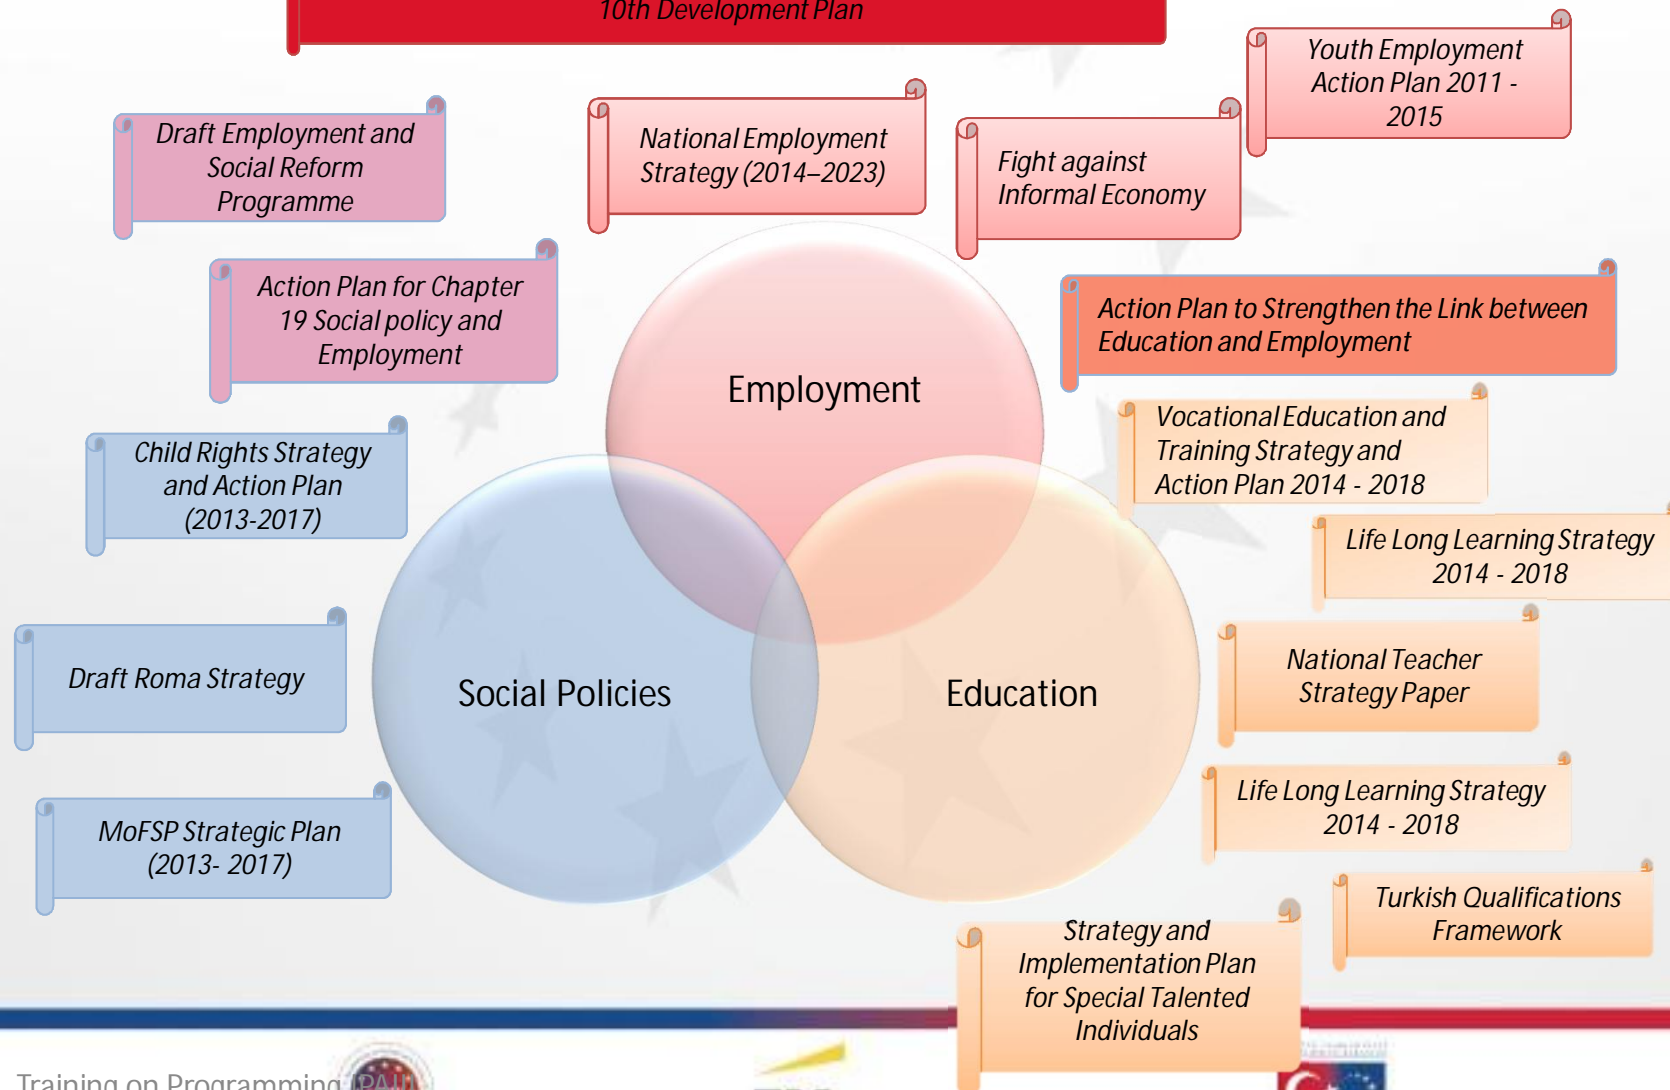 10th Development Plan
Youth Employment
Action Plan 2011 -
2015
Draft Employment and
Social Reform
Programme
National Employment
Strategy (2014–2023)
Fight against
Informal Economy
Action Plan for Chapter
19 Social policy and
Employment
Action Plan to Strengthen the Link between
Education and Employment
Employment
Vocational Education and
Training Strategy and
Action Plan 2014 - 2018
Child Rights Strategy
and Action Plan
(2013-2017)
Life Long Learning Strategy
2014 - 2018
Draft Roma Strategy
Social Policies
Education
National Teacher
Strategy Paper
MoFSP Strategic Plan
(2013- 2017)
Life Long Learning Strategy
2014 - 2018
Turkish Qualifications
Framework
Strategy and
Implementation Plan
for Special Talented
Individuals
Training on Programming IPA II